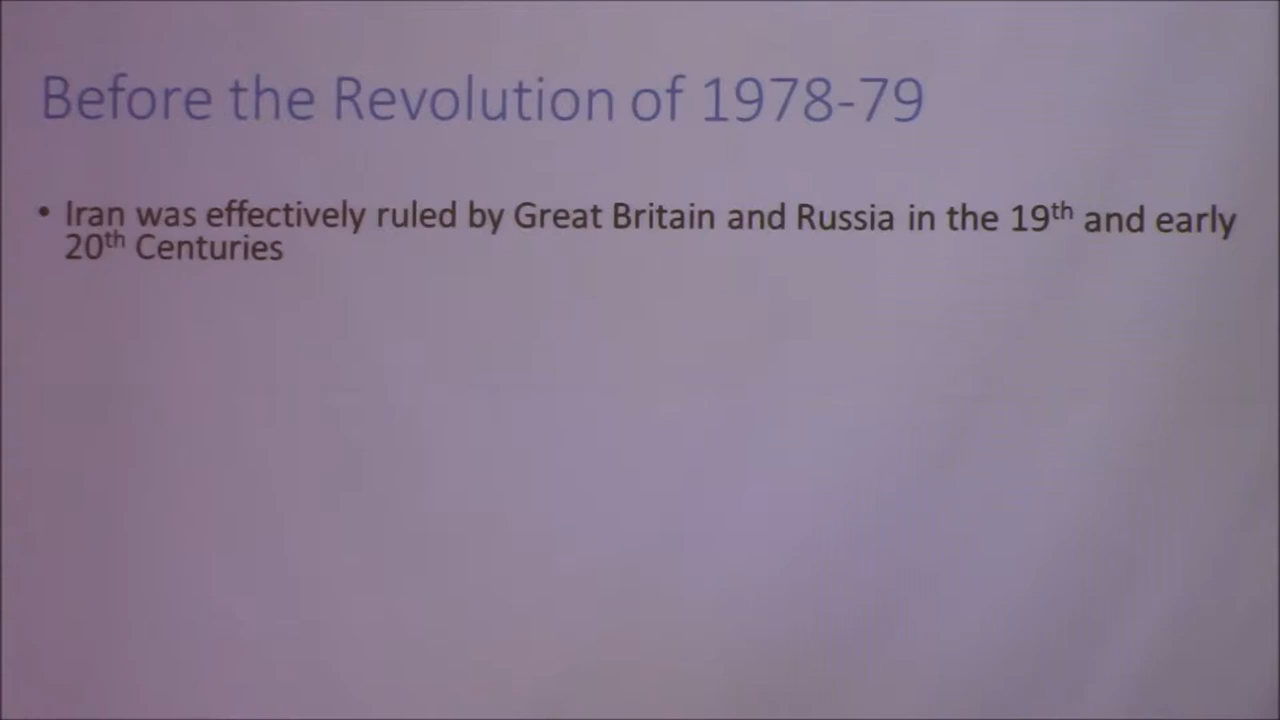 Before the Revolution of 1978-79
• Iran was effectively ruled by Great Britain and Russia in the 19th and early
20th Centuries